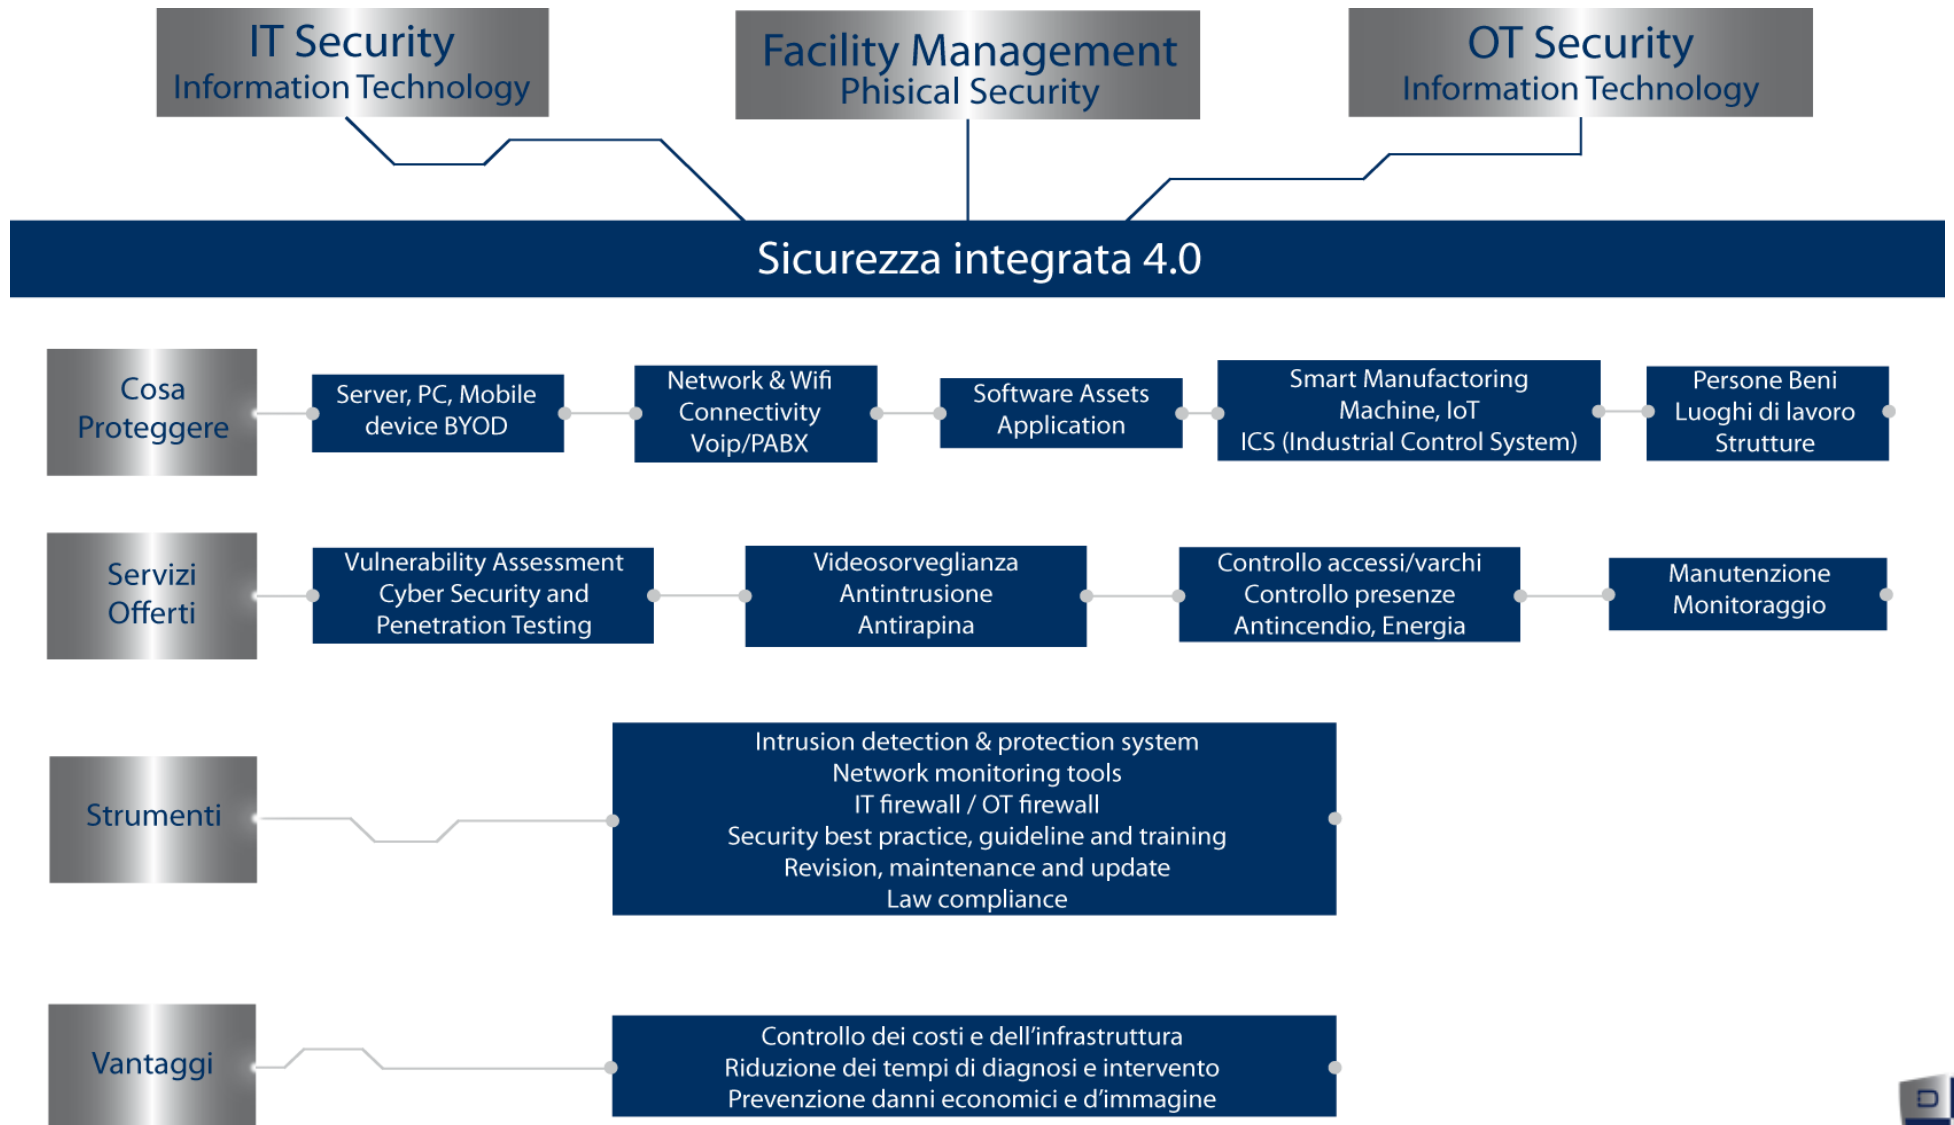 IT Security
Information Technology
Facility Management
Phisical Security
OT Security
Information Technology
Sicurezza integrata 4.0
Cosa
Proteggere
Server, PC, Mobile
device BYOD
Network & Wifi
Connectivity
Voip/PABX
Software Assets
Application
Smart Manufactoring
Machine, IoT
ICS (Industrial Control System)
Persone Beni
Luoghi di lavoro
Strutture
Servizi
Offerti
Vulnerability Assessment
Cyber Security and
Penetration Testing
Videosorveglianza
Antintrusione
Antirapina
Controllo accessi/varchi
Controllo presenze
Antincendio, Energia
Manutenzione
Monitoraggio
Strumenti
Intrusion detection & protection system
Network monitoring tools
IT firewall / OT firewall
Security best practice, guideline and training
Revision, maintenance and update
Law compliance
Vantaggi
Controllo dei costi e dell’infrastruttura
Riduzione dei tempi di diagnosi e intervento
Prevenzione danni economici e d’immagine